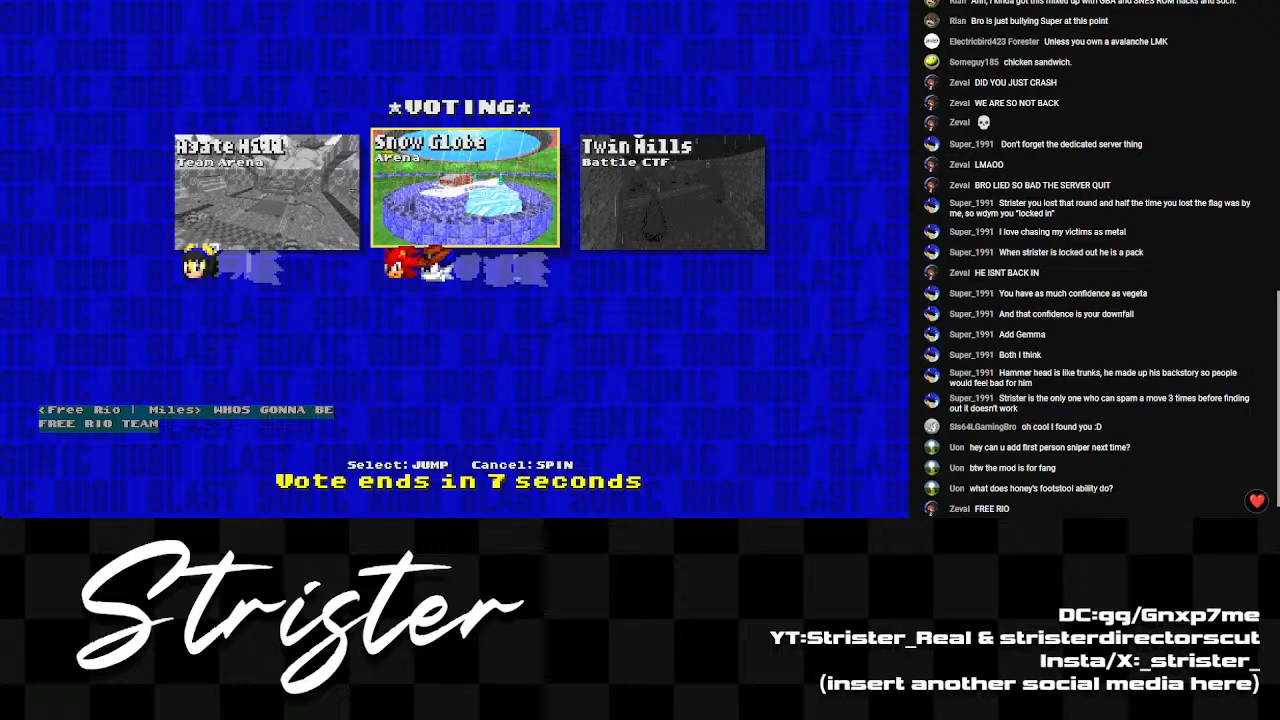 *VOTING*
Agate Hill
Team Arena
Snow Globe
Arena
Twin Hills
Battle CTF
<Free Rio | Miles> WHOS GONNA BE
FREE RIO TEAM
Select:JUMP Cancel:SPIN
Vote ends in 7 seconds
Rian Bro is just bullying Super at this point
Electricbird423 Forester Unless you own a avalanche LMK
Someguy185 chicken sandwich.
Zeval DID YOU JUST CRASH
Zeval WE ARE SO NOT BACK
Zeval 💀
Super_1991 Don't forget the dedicated server thing
Zeval LMAOO
Zeval BRO LIED SO BAD THE SERVER QUIT
Super_1991 Strister you lost that round and half the time you lost the flag was by
me, so wdym you "locked in"
Super_1991 I love chasing my victims as metal
Super_1991 When strister is locked out he is a pack
Zeval HE ISNT BACK IN
Super_1991 You have as much confidence as vegeta
Super_1991 And that confidence is your downfall
Super_1991 Add Gemma
Super_1991 Both I think
Super_1991 Hammer head is like trunks, he made up his backstory so people
would feel bad for him
Super_1991 Strister is the only one who can spam a move 3 times before finding
out it doesn't work
Sls64LGamingBro oh cool I found you :D
Uon hey can u add first person sniper next time?
Uon btw the mod is for fang
Uon what does honey's footstool ability do?
Zeval FREE RIO
Strister
DC:gg/Gnxp7me
YT:Strister_Real & stristerdirectorscut
Insta/X:_strister_
(insert another social media here)
SONIC ROBO BLAST